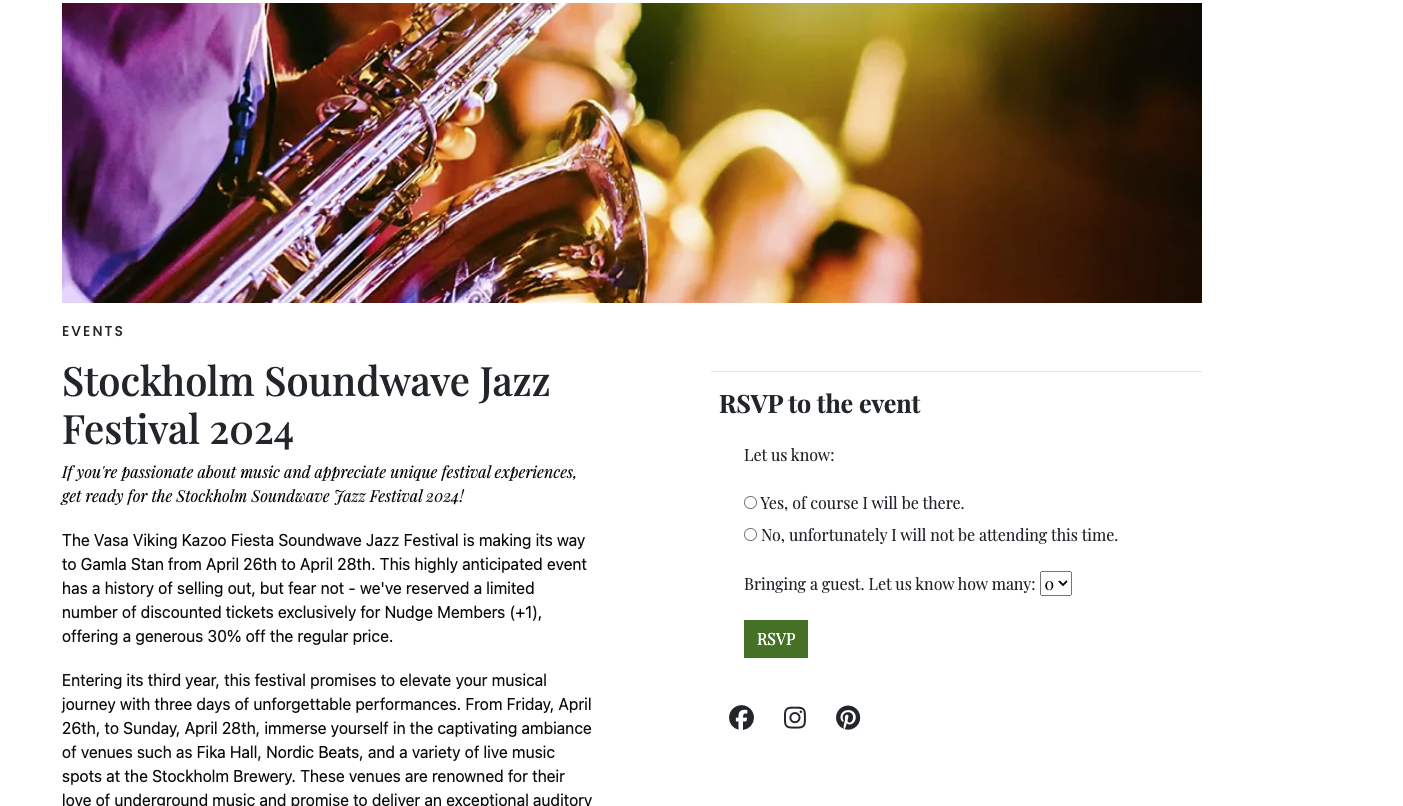 EVENTS
Stockholm Soundwave Jazz
Festival 2024
If you're passionate about music and appreciate unique festival experiences,
get ready for the Stockholm Soundwave Jazz Festival 2024!
The Vasa Viking Kazoo Fiesta Soundwave Jazz Festival is making its way
to Gamla Stan from April 26th to April 28th. This highly anticipated event
has a history of selling out, but fear not - we've reserved a limited
number of discounted tickets exclusively for Nudge Members (+1),
offering a generous 30% off the regular price.
Entering its third year, this festival promises to elevate your musical
journey with three days of unforgettable performances. From Friday, April
26th, to Sunday, April 28th, immerse yourself in the captivating ambiance
of venues such as Fika Hall, Nordic Beats, and a variety of live music
spots at the Stockholm Brewery. These venues are renowned for their
love of underground music and promise to deliver an exceptional auditory
RSVP to the event
Let us know:
Yes, of course I will be there.
No, unfortunately I will not be attending this time.
Bringing a guest. Let us know how many: 0
RSVP